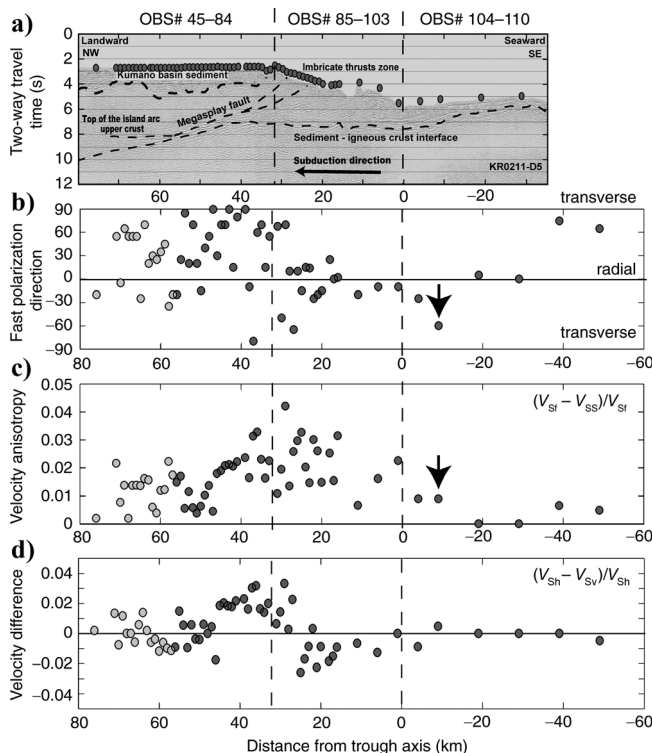 OBS# 45–84 OBS# 85–103 OBS# 104–110
a)
Two-way travel
time (s)
0
2
4
6
8
10
12
Landward
NW
Seaward
SE
Kumano basin sediment
Imbricate thrusts zone
Megasplay fault
Top of the island arc
upper crust
Sediment - igneous crust interface
Subduction direction
KR0211-D5
60 40 20 0 −20
b)
transverse
Fast polarization
direction
90
60
30
0
−30
−60
−90
radial
transverse
80 60 40 20 0 −20 −40 −60
c)
Velocity anisotropy
0.05
0.04
0.03
0.02
0.01
0
(VSf − VSS)/VSf
80 60 40 20 0 −20 −40 −60
d)
Velocity difference
0.04
0.02
0
−0.02
−0.04
(VSh − VSv)/VSh
80 60 40 20 0 −20 −40 −60
Distance from trough axis (km)